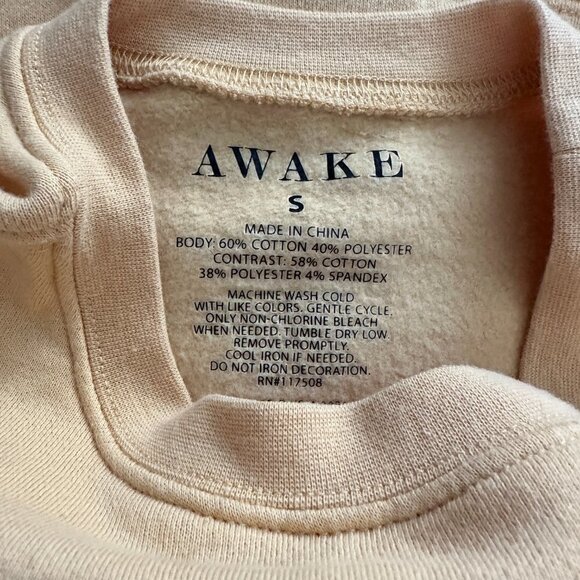 AWAKE
S
MADE IN CHINA
BODY: 60% COTTON 40% POLYESTER
CONTRAST: 58% COTTON
38% POLYESTER 4% SPANDEX
MACHINE WASH COLD
WITH LIKE COLORS. GENTLE CYCLE.
ONLY NON-CHLORINE BLEACH
WHEN NEEDED. TUMBLE DRY LOW.
REMOVE PROMPTLY.
COOL IRON IF NEEDED.
DO NOT IRON DECORATION.
RN#117508